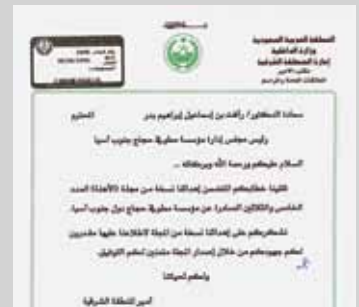 المملكة العربية السعودية
وزارة الداخلية
إمارة المنطقة الشرقية
مكتب الأمير
سعادة الدكتور/ رأفت بن إسماعيل إبراهيم بدر المحترم
رئيس مجلس إدارة مؤسسة مطوفي حجاج جنوب آسيا
السلام عليكم ورحمة الله وبركاته ..
تلقينا خطابكم المتضمن إهدائنا نسخة من مجلة (الأفئدة) العدد
الخامس والثلاثين الصادرة عن مؤسسة مطوفي حجاج دول جنوب آسيا.
نشكركم على إهدائنا نسخة من المجلة لاطلاعنا عليها مقدرين
لكم جهودكم من خلال إصدار المجلة متمنين لكم التوفيق.
ولكم تحياتنا
أمير المنطقة الشرقية